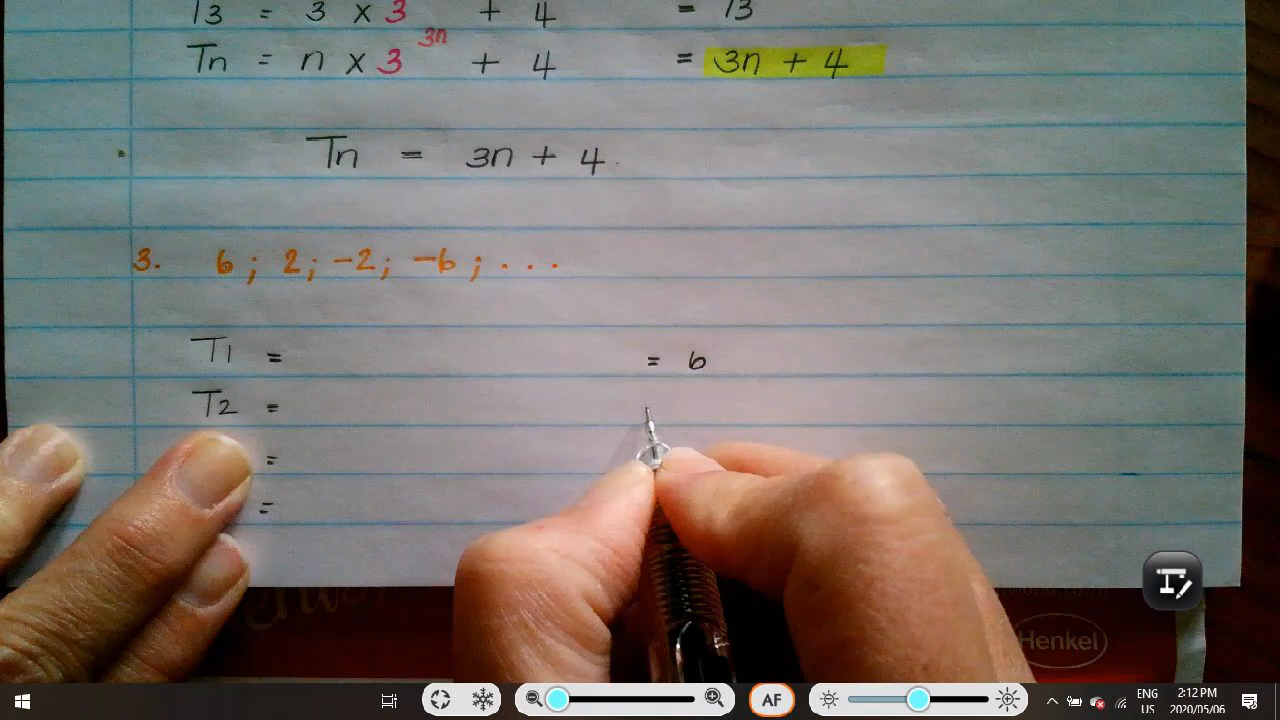 T3 = 3 x 3 + 4 = 13
Tn = n x 3 3n + 4 = 3n + 4
Tn = 3n + 4
3. 6 ; 2 ; -2 ; -6 ; . . .
T1 = = 6
T2 =
=
=
Henkel
AF
ENG
US
2:12 PM
2020/05/06